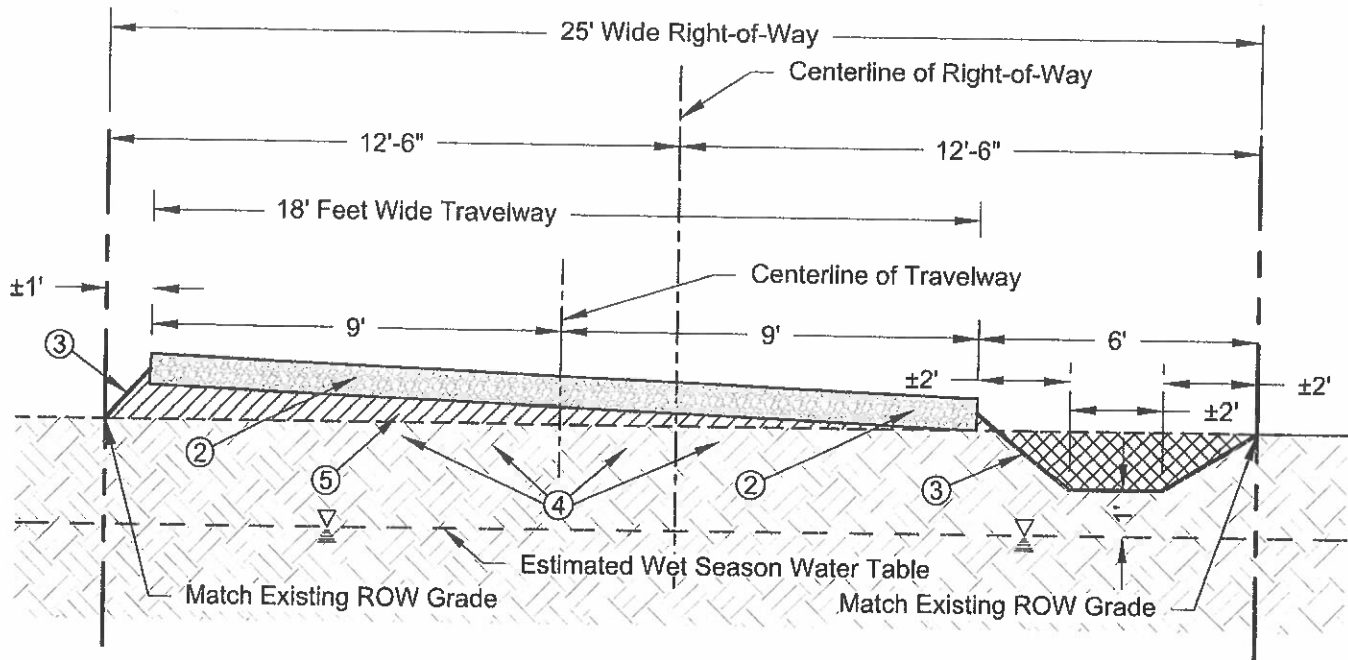 25' Wide Right-of-Way
Centerline of Right-of-Way
12'-6"
12'-6"
18' Feet Wide Travelway
Centerline of Travelway
±1'
9'
9'
6'
③
±2'
±2'
±2'
②
⑤
④
②
③
1'
Estimated Wet Season Water Table
Match Existing ROW Grade
Match Existing ROW Grade